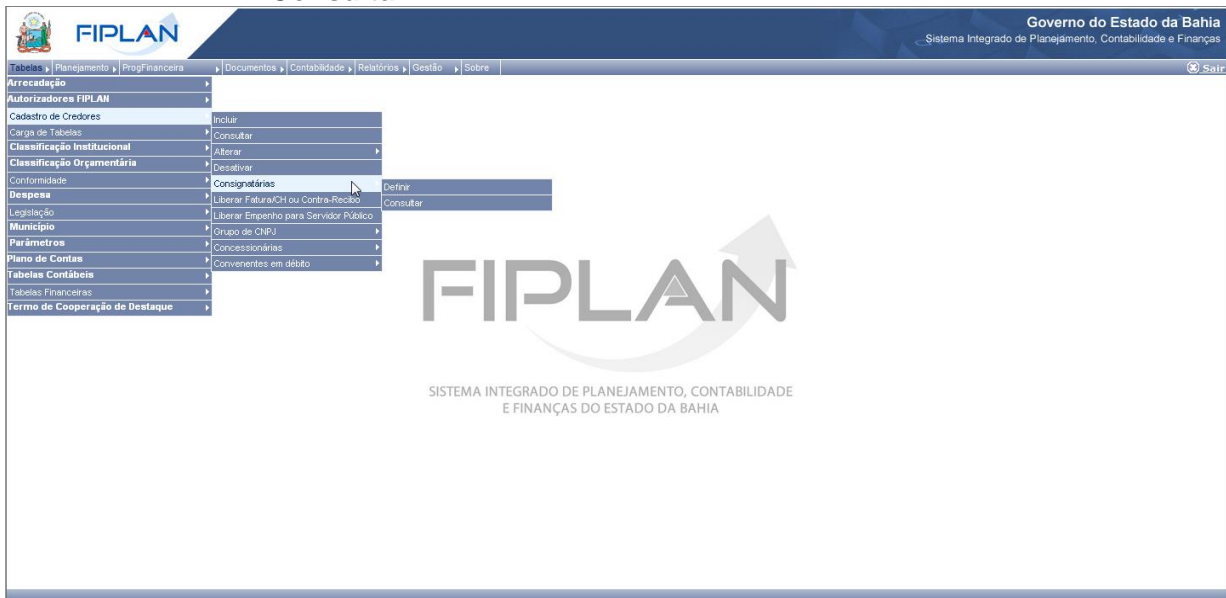 FIPLAN
Governo do Estado da Bahia
Sistema Integrado de Planejamento, Contabilidade e Finanças
Tabelas Planejamento ProgFinanceira Documentos Contabilidade Relatórios Gestão Sobre Sair
Arrecadação
Autorizadores FIPLAN
Cadastro de Credores
Carga de Tabelas
Classificação Institucional
Classificação Orçamentária
Conformidade
Despesa
Legislação
Município
Parâmetros
Plano de Contas
Tabelas Contábeis
Tabelas Financeiras
Termo de Cooperação de Destaque
Incluir
Consultar
Alterar
Desativar
Consignatárias
Liberar Fatura/CH ou Contra-Recibo
Liberar Empenho para Servidor Público
Grupo de CNPJ
Concessionárias
Convenentes em débito
Definir
Consultar
FIPLAN
SISTEMA INTEGRADO DE PLANEJAMENTO, CONTABILIDADE
E FINANÇAS DO ESTADO DA BAHIA